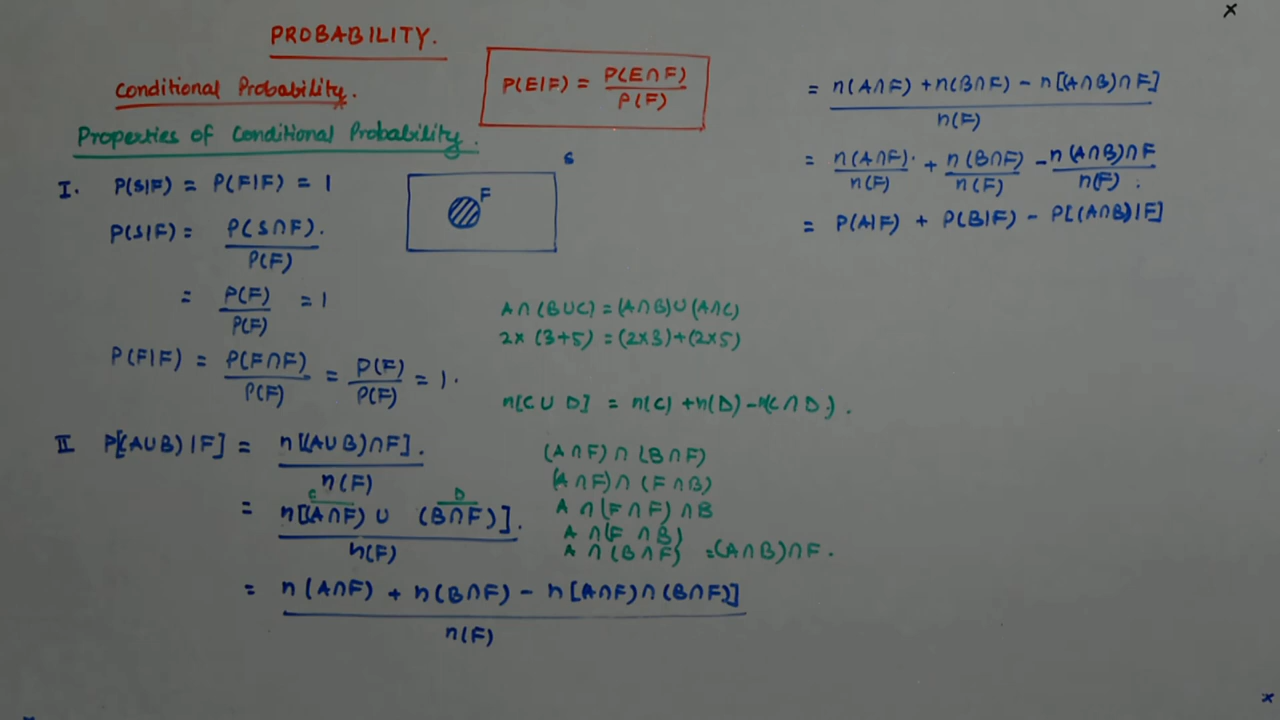 PROBABILITY.
Conditional Probability.
P(E|F) = P(E∩F) / P(F)
Properties of Conditional Probability.
I. P(S|F) = P(F|F) = 1
S
F
P(S|F) = P(S∩F). / P(F)
= P(F) / P(F) = 1
P(F|F) = P(F∩F) / P(F) = P(F) / P(F) = 1.
A∩(B∪C) = (A∩B)∪(A∩C)
2×(3+5) = (2×3)+(2×5)
n[C∪D] = n(C)+n(D)-n(C∩D).
II P[(A∪B)|F] = n[(A∪B)∩F]. / n(F)
C D
= n[(A∩F) ∪ (B∩F)]. / n(F)
= n(A∩F) + n(B∩F) - n[A∩F)∩(B∩F)] / n(F)
(A∩F)∩(B∩F)
(A∩F)∩(F∩B)
A∩(F∩F)∩B
A∩(F∩B)
A∩(B∩F) =(A∩B)∩F.
= n(A∩F)+n(B∩F) - n[(A∩B)∩F] / n(F)
= n(A∩F). / n(F) + n(B∩F) / n(F) - n(A∩B)∩F / n(F) .
= P(A|F) + P(B|F) - P[(A∩B)|F]